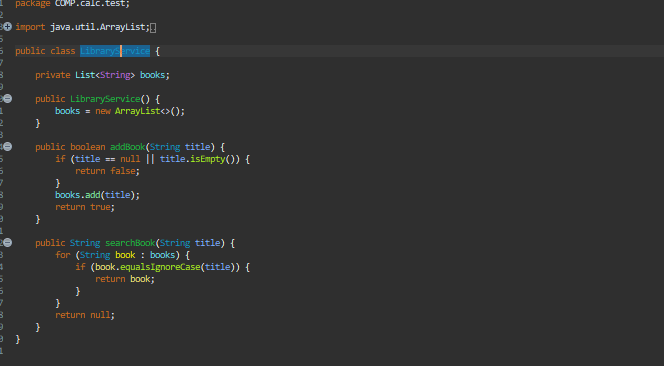 package COMP.calc.test;
import java.util.ArrayList;
public class LibraryService {
private List<String> books;
public LibraryService() {
books = new ArrayList<>();
}
public boolean addBook(String title) {
if (title == null || title.isEmpty()) {
return false;
}
books.add(title);
return true;
}
public String searchBook(String title) {
for (String book : books) {
if (book.equalsIgnoreCase(title)) {
return book;
}
}
return null;
}
}